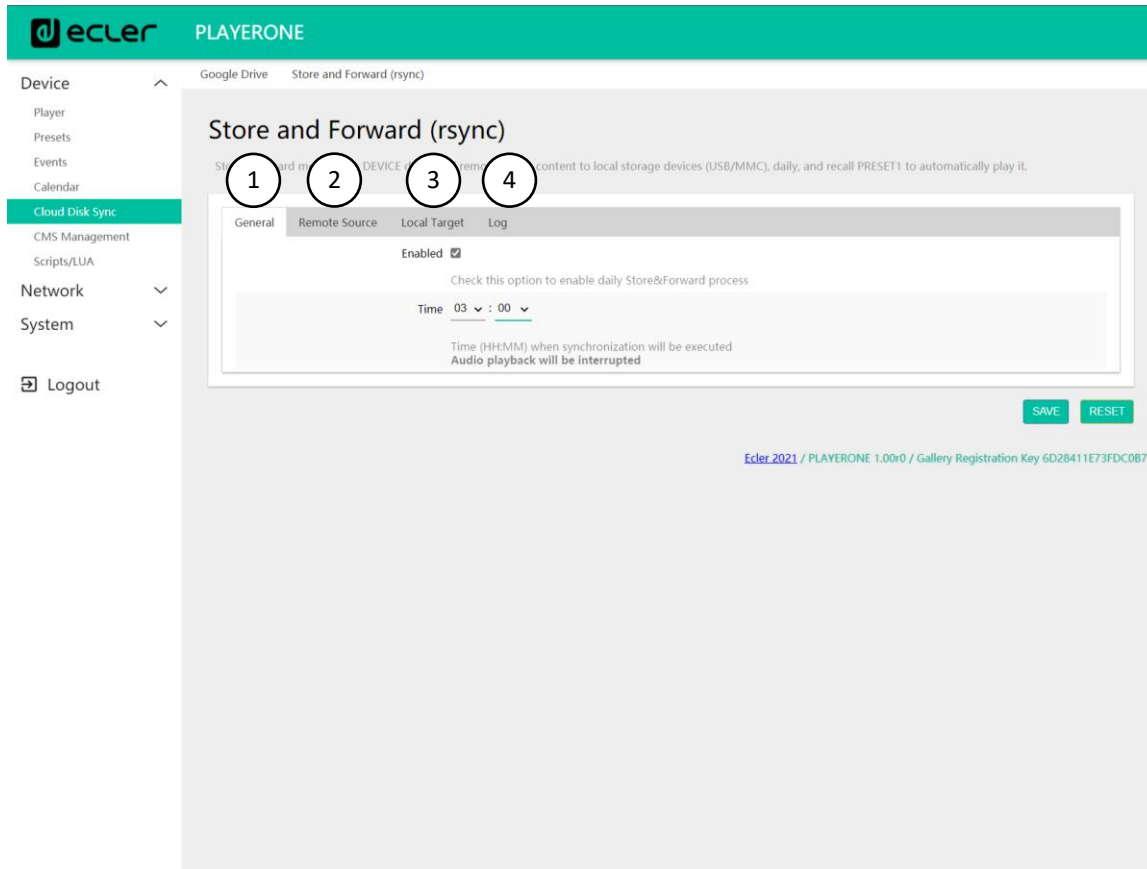 ecler PLAYERONE
Device
Player
Presets
Events
Calendar
Cloud Disk Sync
CMS Management
Scripts/LUA
Network
System
Logout
Google Drive Store and Forward (rsync)
Store and Forward (rsync)
DEVICE content to local storage devices (USB/MMC), daily, and recall PRESET1 to automatically play it.
1 2 3 4
General Remote Source Local Target Log
Enabled
Check this option to enable daily Store&Forward process
Time 03 : 00
Time (HH:MM) when synchronization will be executed
Audio playback will be interrupted
SAVE RESET
Ecler 2021 / PLAYERONE 1.00r0 / Gallery Registration Key 6D28411E73FDC0B7